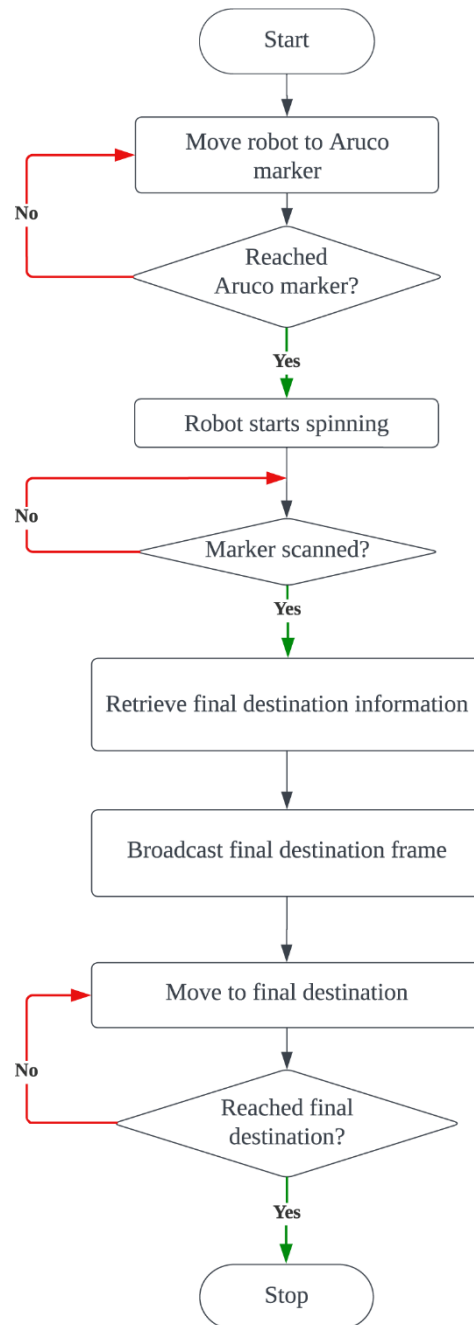 Start
Move robot to Aruco
marker
No
Reached
Aruco marker?
Yes
Robot starts spinning
No
Marker scanned?
Yes
Retrieve final destination information
Broadcast final destination frame
Move to final destination
No
Reached final
destination?
Yes
Stop